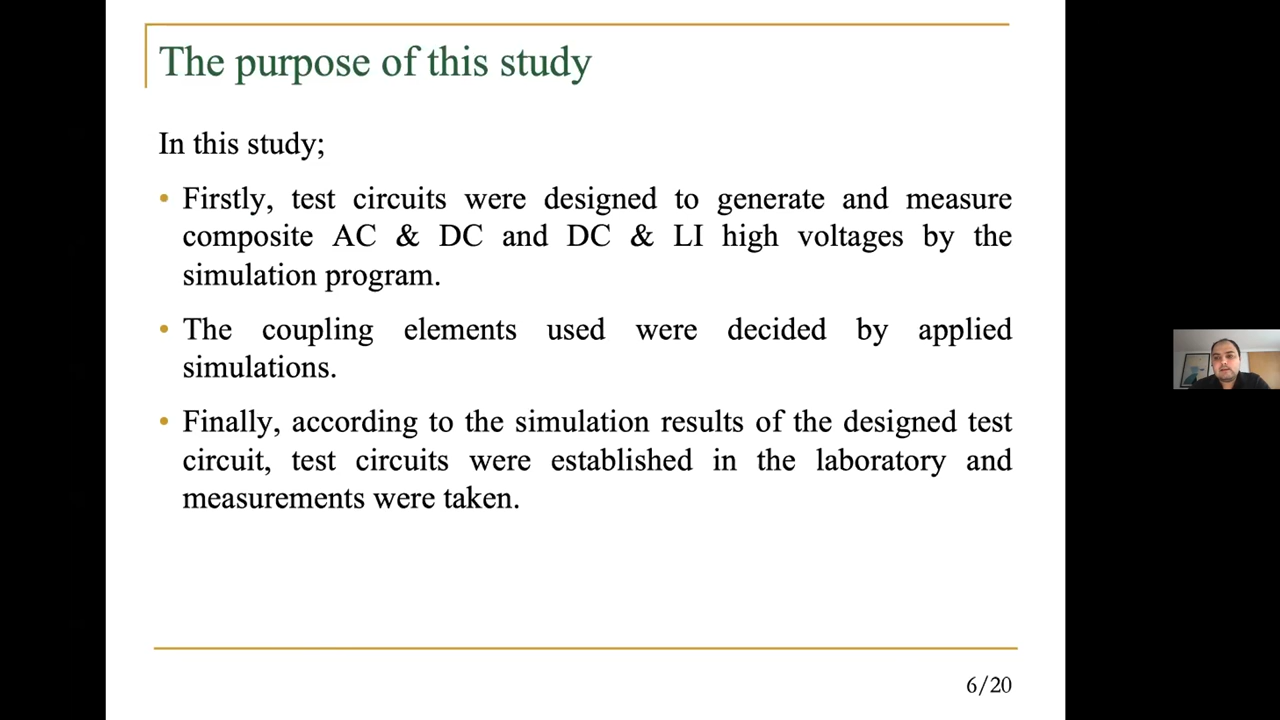 The purpose of this study
In this study;
• Firstly, test circuits were designed to generate and measure
composite AC & DC and DC & LI high voltages by the
simulation program.
• The coupling elements used were decided by applied
simulations.
• Finally, according to the simulation results of the designed test
circuit, test circuits were established in the laboratory and
measurements were taken.
6/20